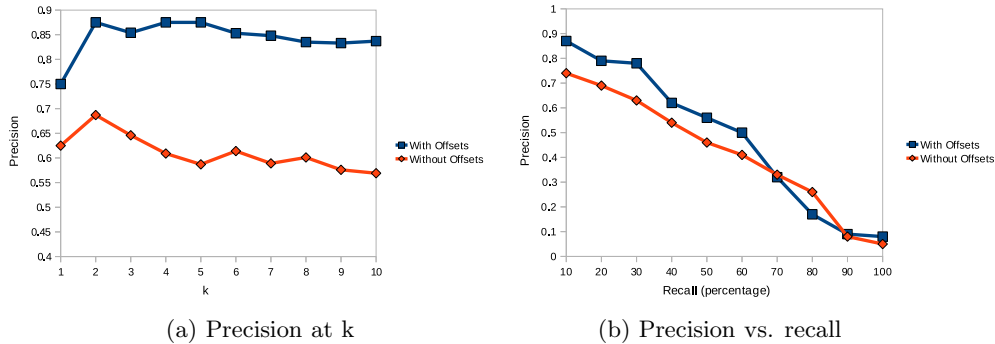 0.9
0.85
0.8
0.75
0.7
0.65
0.6
0.55
0.5
0.45
0.4
Precision
1 2 3 4 5 6 7 8 9 10
k
With Offsets
Without Offsets
(a) Precision at k
1
0.9
0.8
0.7
0.6
0.5
0.4
0.3
0.2
0.1
0
Precision
10 20 30 40 50 60 70 80 90 100
Recall (percentage)
With Offsets
Without Offsets
(b) Precision vs. recall